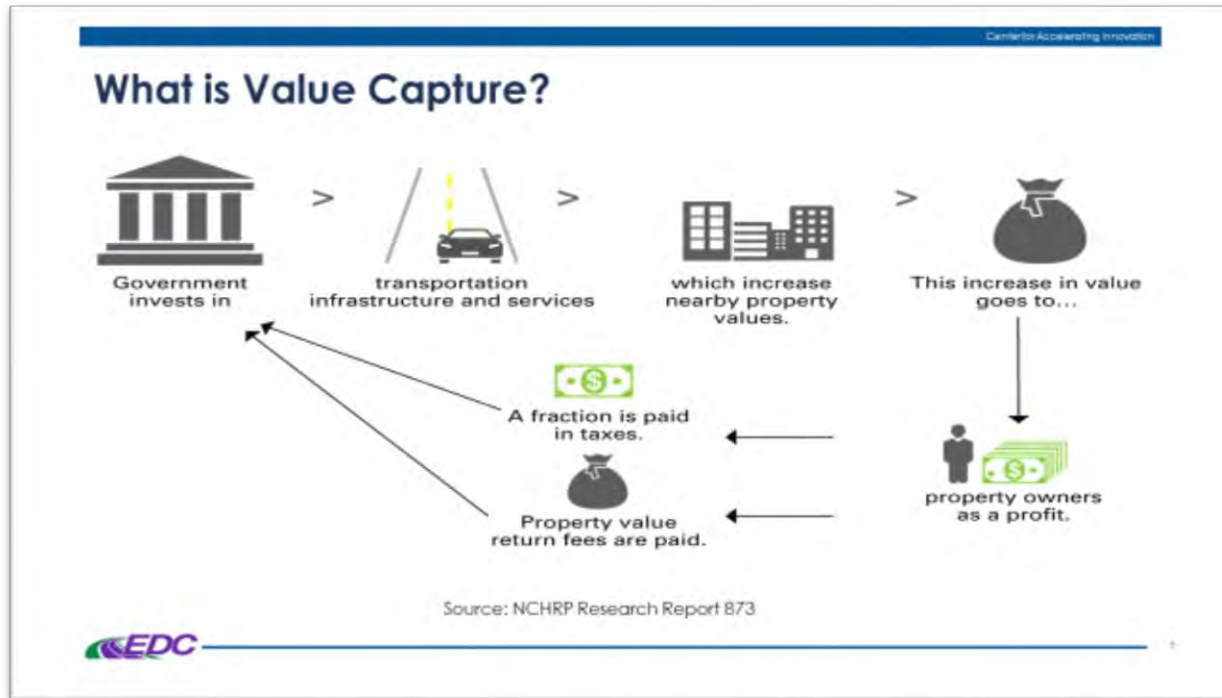 Center for Accelerating Innovation
What is Value Capture?
>
>
>
Government
invests in
transportation
infrastructure and services
which increase
nearby property
values.
This increase in value
goes to...
$
A fraction is paid
in taxes.
$
property owners
as a profit.
Property value
return fees are paid.
Source: NCHRP Research Report 873
EDC